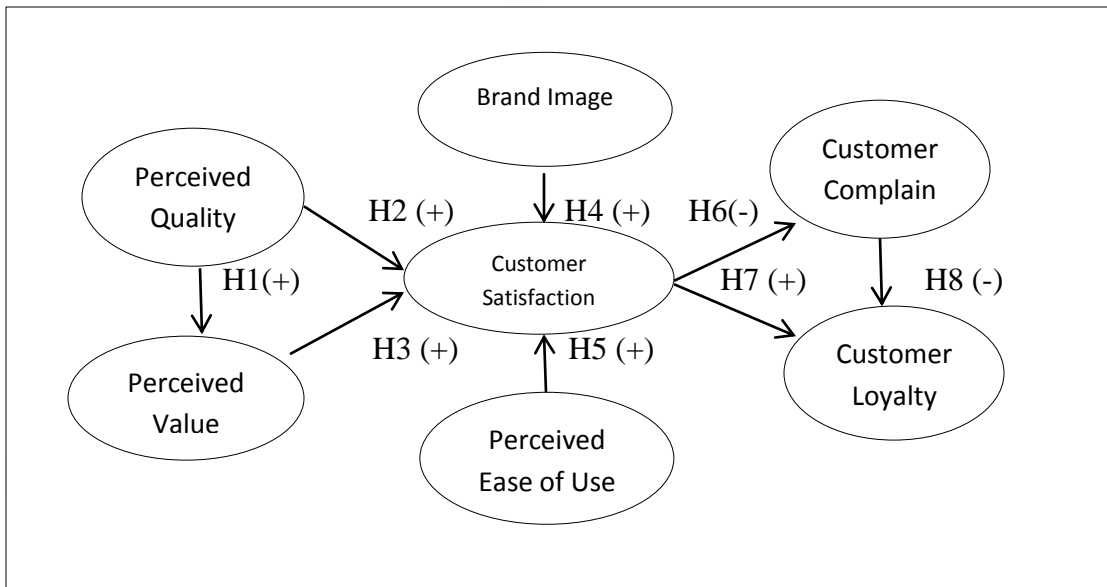 Brand Image
Customer
Complain
Perceived
Quality
H2 (+)
H4 (+)
H6(-)
Customer
Satisfaction
H1(+)
H7 (+)
H8 (-)
H3 (+)
H5 (+)
Perceived
Value
Customer
Loyalty
Perceived
Ease of Use